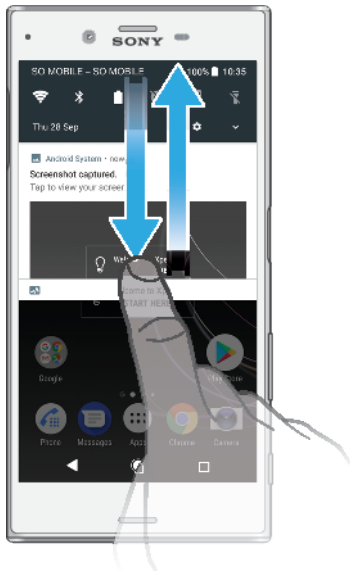 SONY
SO MOBILE – SO MOBILE 100% 10:35
Thu 28 Sep
Android System • now
Screenshot captured.
Tap to view your screen
START HERE
Google
Phone Messages Apps Chrome Camera